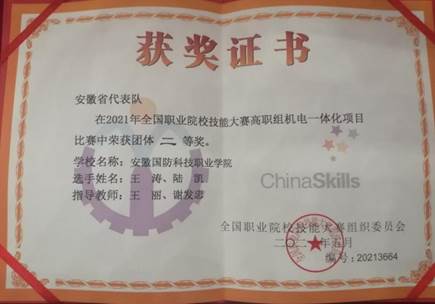 获奖证书
安徽省代表队
在2021年全国职业院校技能大赛高职组机电一体化项目
比赛中荣获团体 二 等奖。
学校名称：安徽国防科技职业学院
选手姓名：王 涛、陆 凯
指导教师：王 丽、谢发忠
ChinaSkills
全国职业院校技能大赛组织委员会
二〇二一年五月
编号：20213664